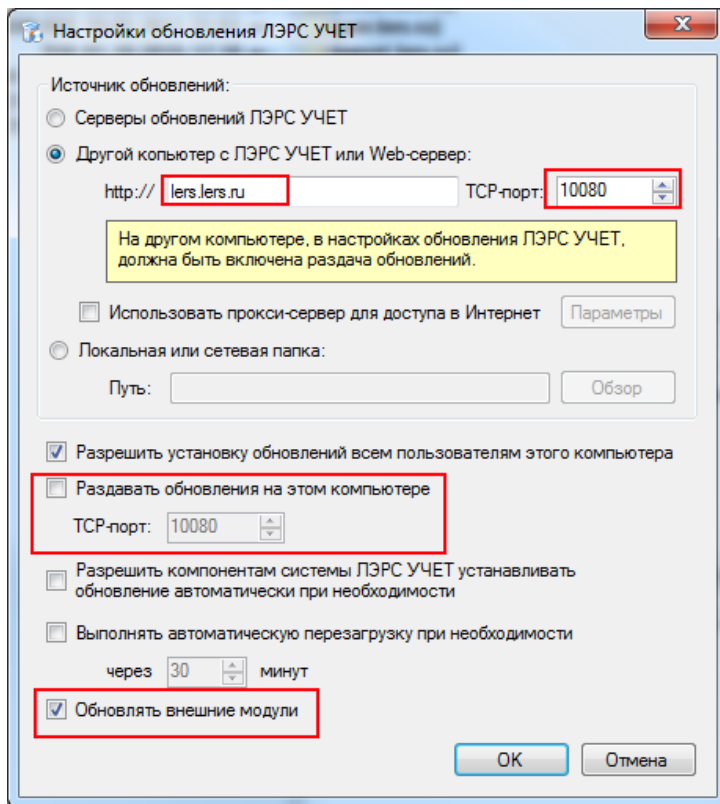 Настройки обновления ЛЭРС УЧЕТ
Источник обновлений:
Серверы обновлений ЛЭРС УЧЕТ
Другой копьютер с ЛЭРС УЧЕТ или Web-сервер:
http:// lers.lers.ru TCP-порт: 10080
На другом компьютере, в настройках обновления ЛЭРС УЧЕТ,
должна быть включена раздача обновлений.
Использовать прокси-сервер для доступа в Интернет Параметры
Локальная или сетевая папка:
Путь: Обзор
Разрешить установку обновлений всем пользователям этого компьютера
Раздавать обновления на этом компьютере
TCP-порт: 10080
Разрешить компонентам системы ЛЭРС УЧЕТ устанавливать
обновление автоматически при необходимости
Выполнять автоматическую перезагрузку при необходимости
через 30 минут
Обновлять внешние модули
OK Отмена